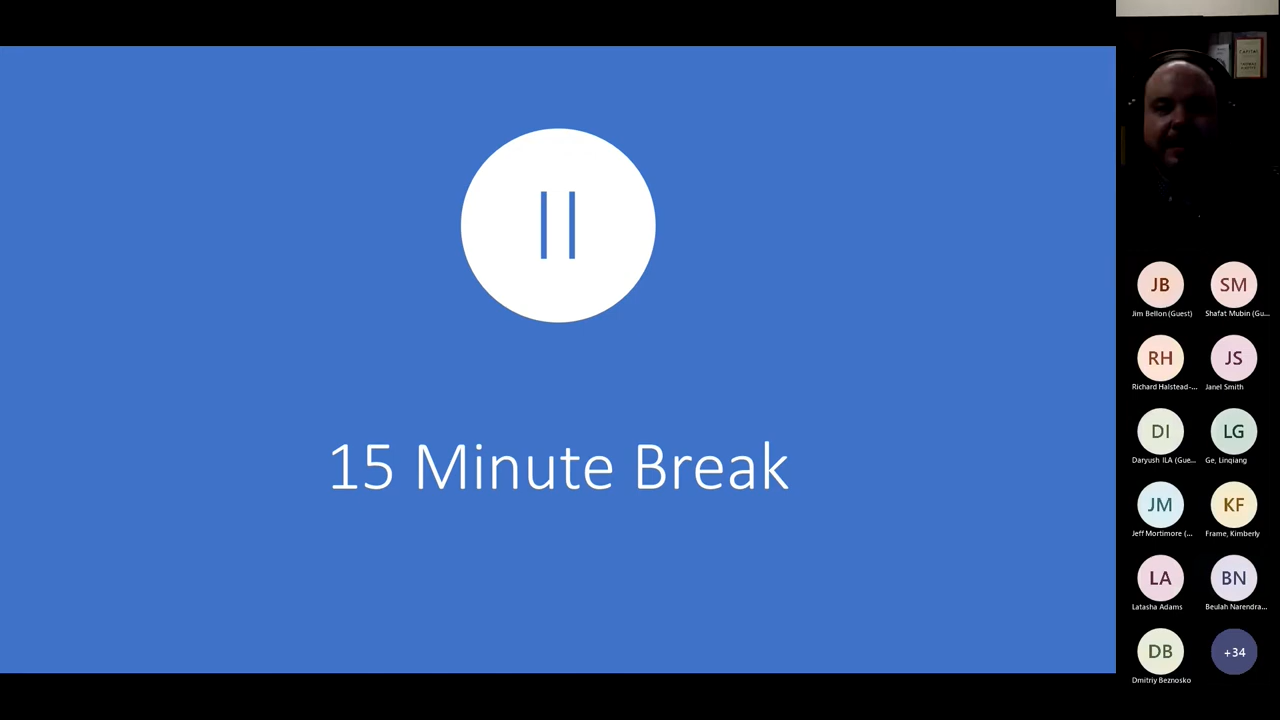 15 Minute Break
CAPITAL
JB
SM
Jim Bellon (Guest)
Shafat Mubin (Gu...
RH
JS
Richard Halstead-...
Janel Smith
DI
LG
Daryush ILA (Gue...
Ge, Linqiang
JM
KF
Jeff Mortimore (...
Frame, Kimberly
LA
BN
Latasha Adams
Beulah Narendra...
DB
+34
Dmitriy Beznosko